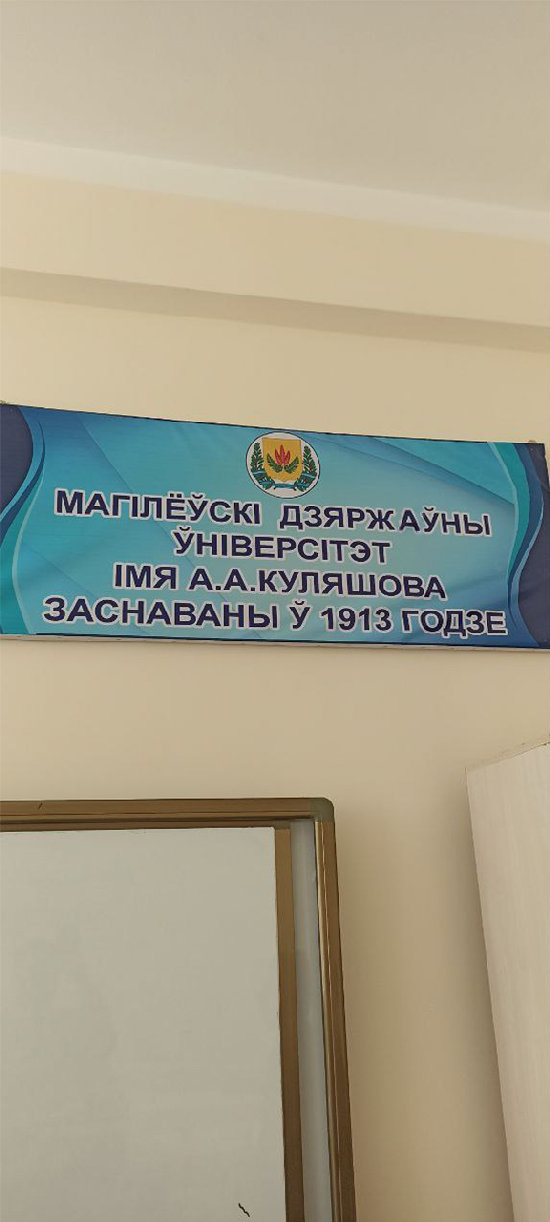 МАГІЛЁЎСКІ ДЗЯРЖАЎНЫ
ЎНІВЕРСІТЭТ
ІМЯ А.А.КУЛЯШОВА
ЗАСНАВАНЫ Ў 1913 ГОДЗЕ